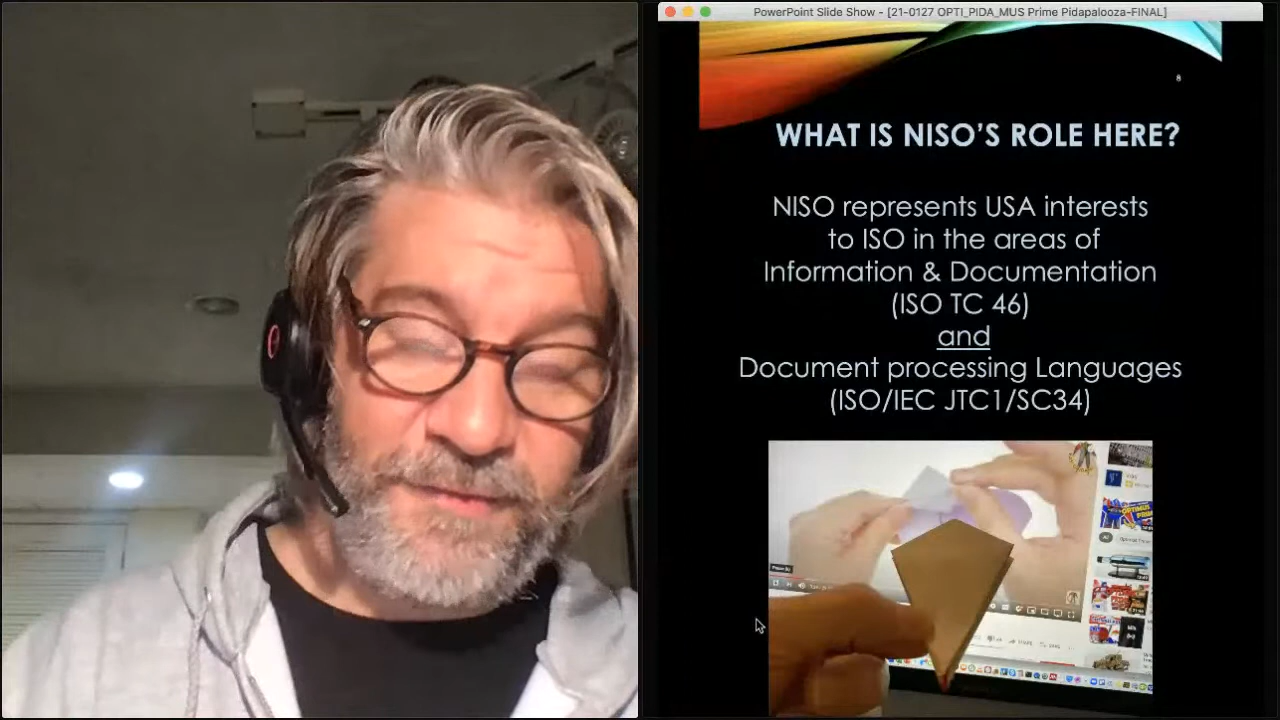 PowerPoint Slide Show - [21-0127 OPTI_PIDA_MUS Prime Pidapalooza-FINAL]
8
WHAT IS NISO'S ROLE HERE?
NISO represents USA interests
to ISO in the areas of
Information & Documentation
(ISO TC 46)
and
Document processing Languages
(ISO/IEC JTC1/SC34)